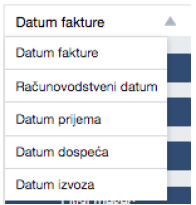 Datum fakture
Datum fakture
Računovodstveni datum
Datum prijema
Datum dospeća
Datum izvoza